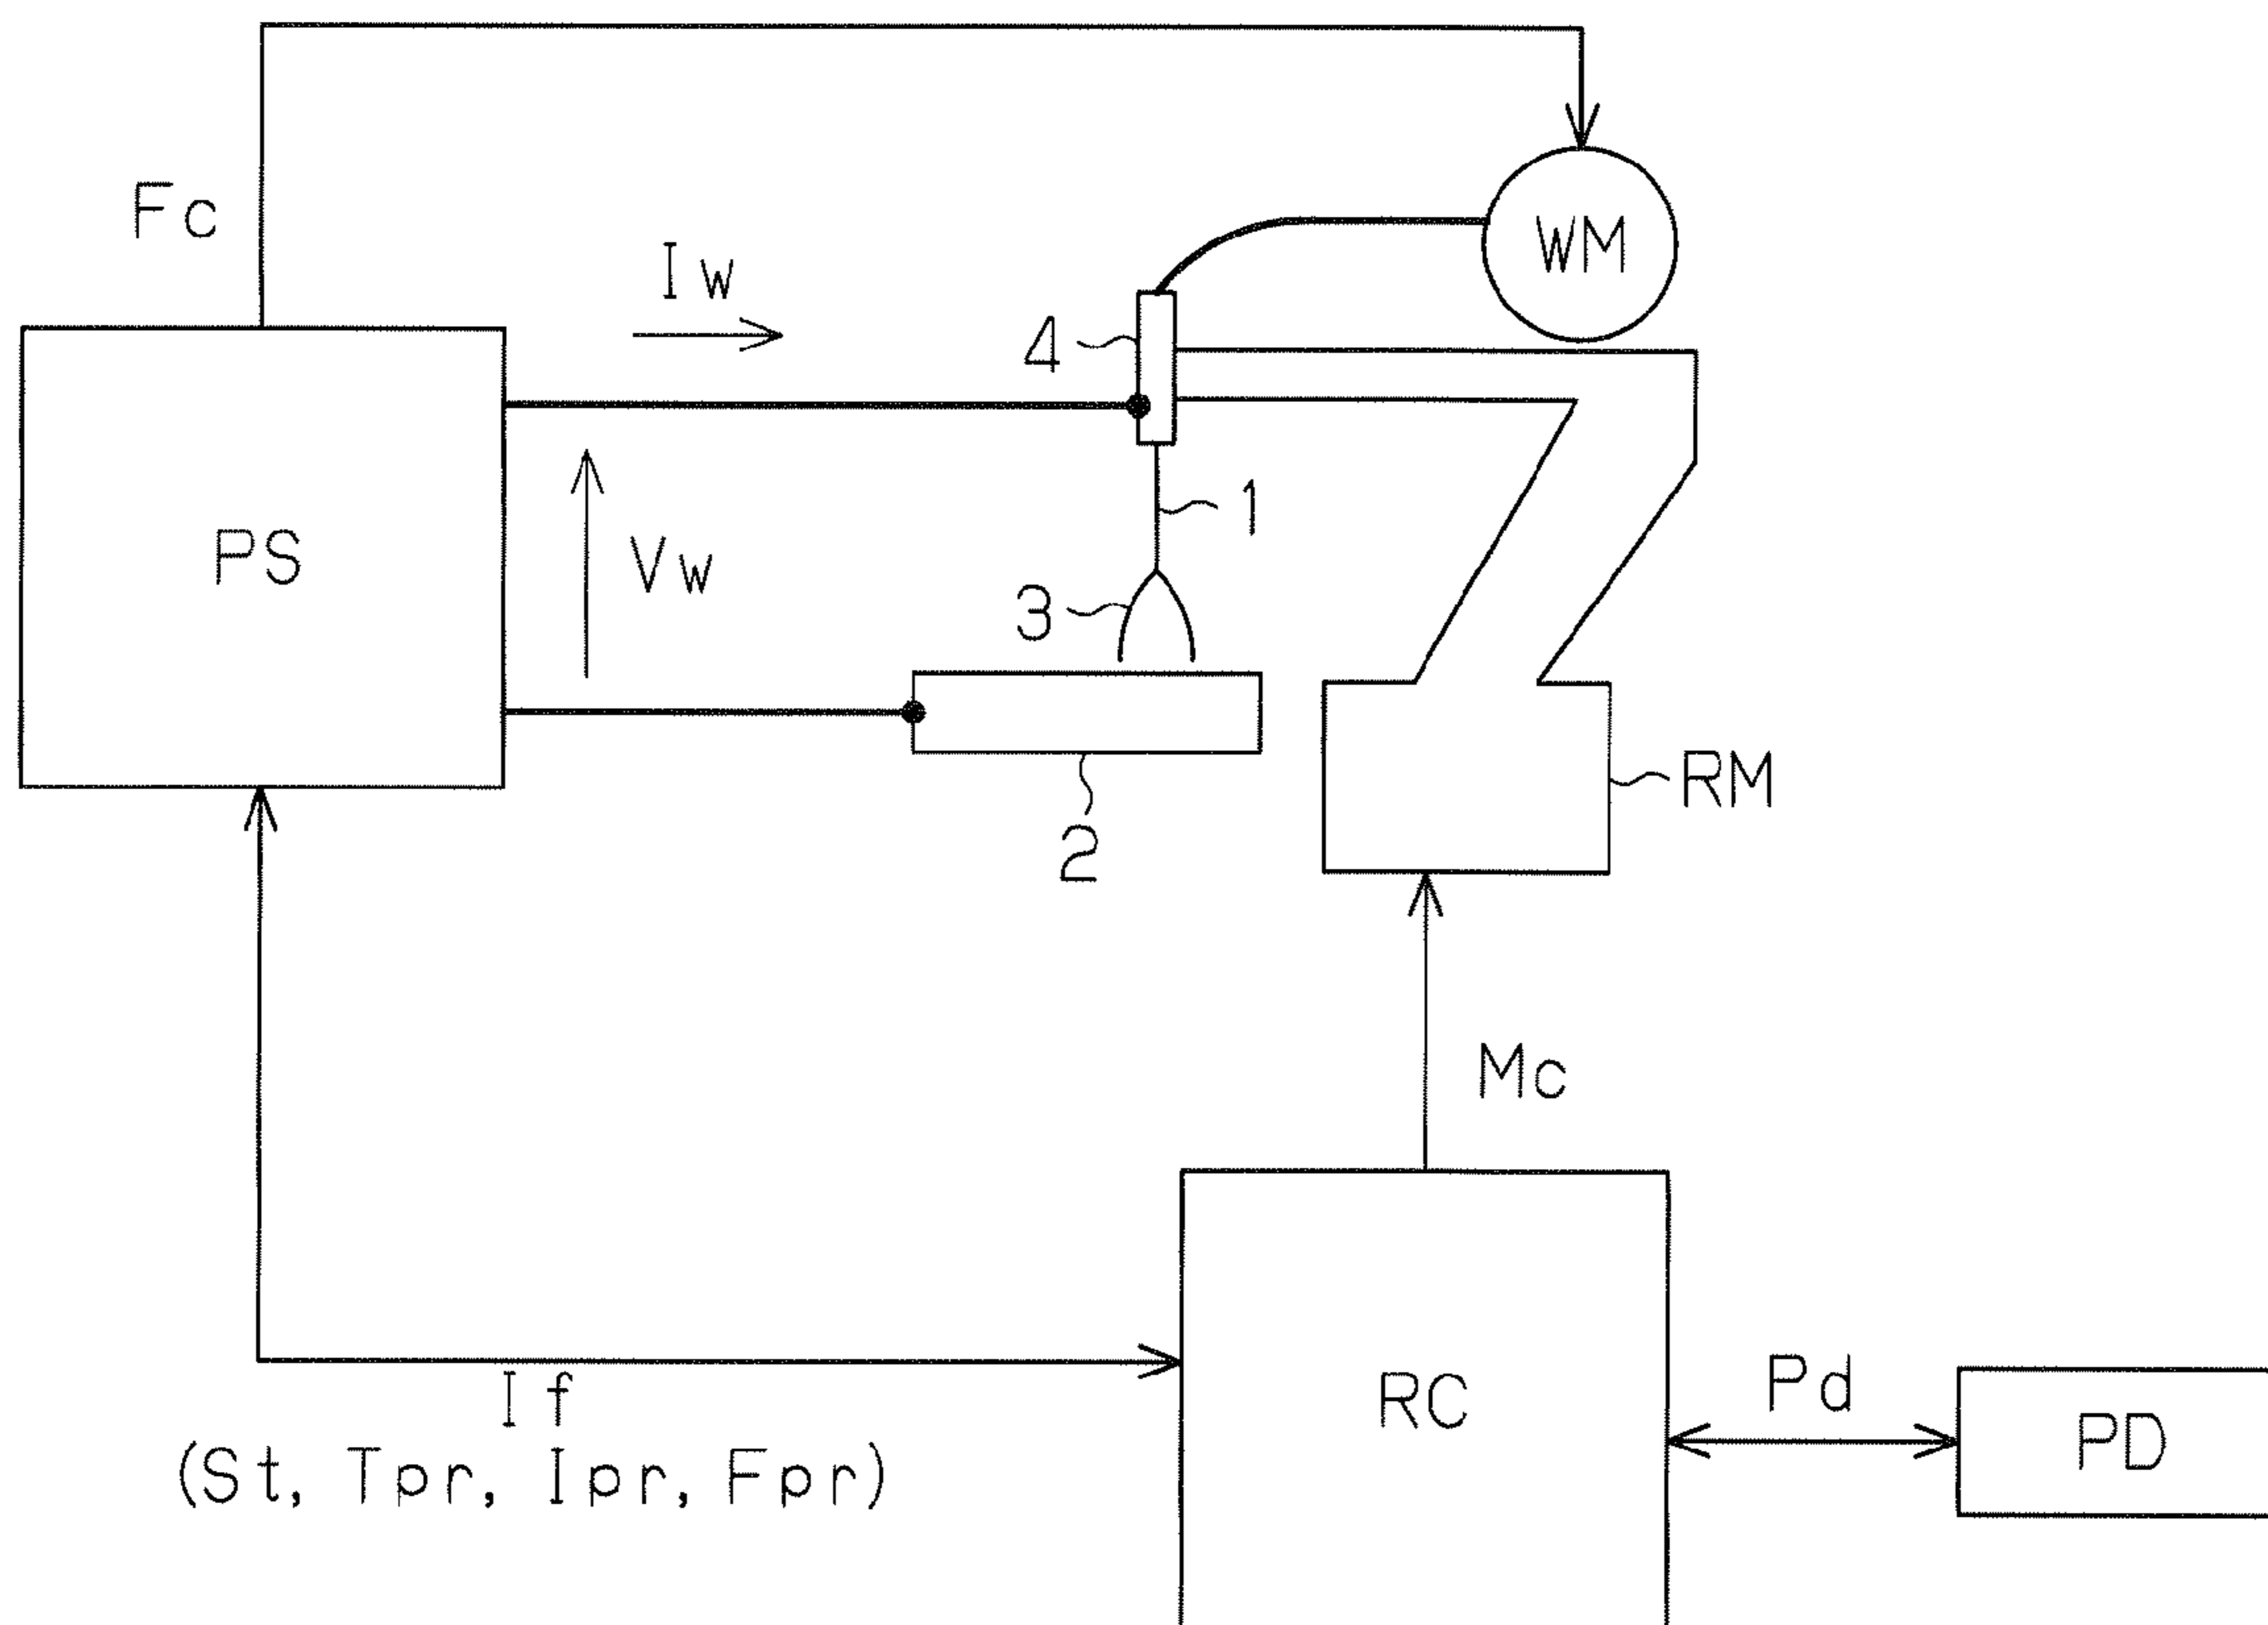 Fc
WM
Iw
4
1
PS
Vw
3
RM
2
Mc
If
Pd
RC
PD
(St, Tpr, Ipr, Fpr)